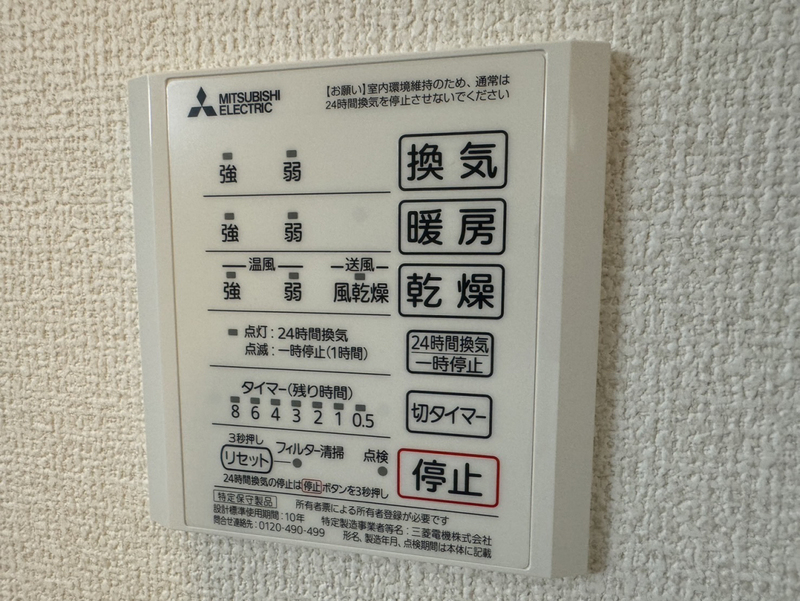 MITSUBISHI
ELECTRIC
【お願い】室内環境維持のため、通常は
24時間換気を停止させないでください
強 弱 換気
強 弱 暖房
温風 送風
強 弱 風乾燥 乾燥
点灯：24時間換気
点滅：一時停止(1時間)
24時間換気
一時停止
タイマー(残り時間)
8 6 4 3 2 1 0.5
切タイマー
3秒押し
リセット フィルター清掃 点検
停止
24時間換気の停止は停止ボタンを3秒押し
特定保守製品 所有者票による所有者登録が必要です
設計標準使用期間：10年 特定製造事業者等名：三菱電機株式会社
問合せ連絡先：0120-490-499 形名、製造年月、点検期間は本体に記載